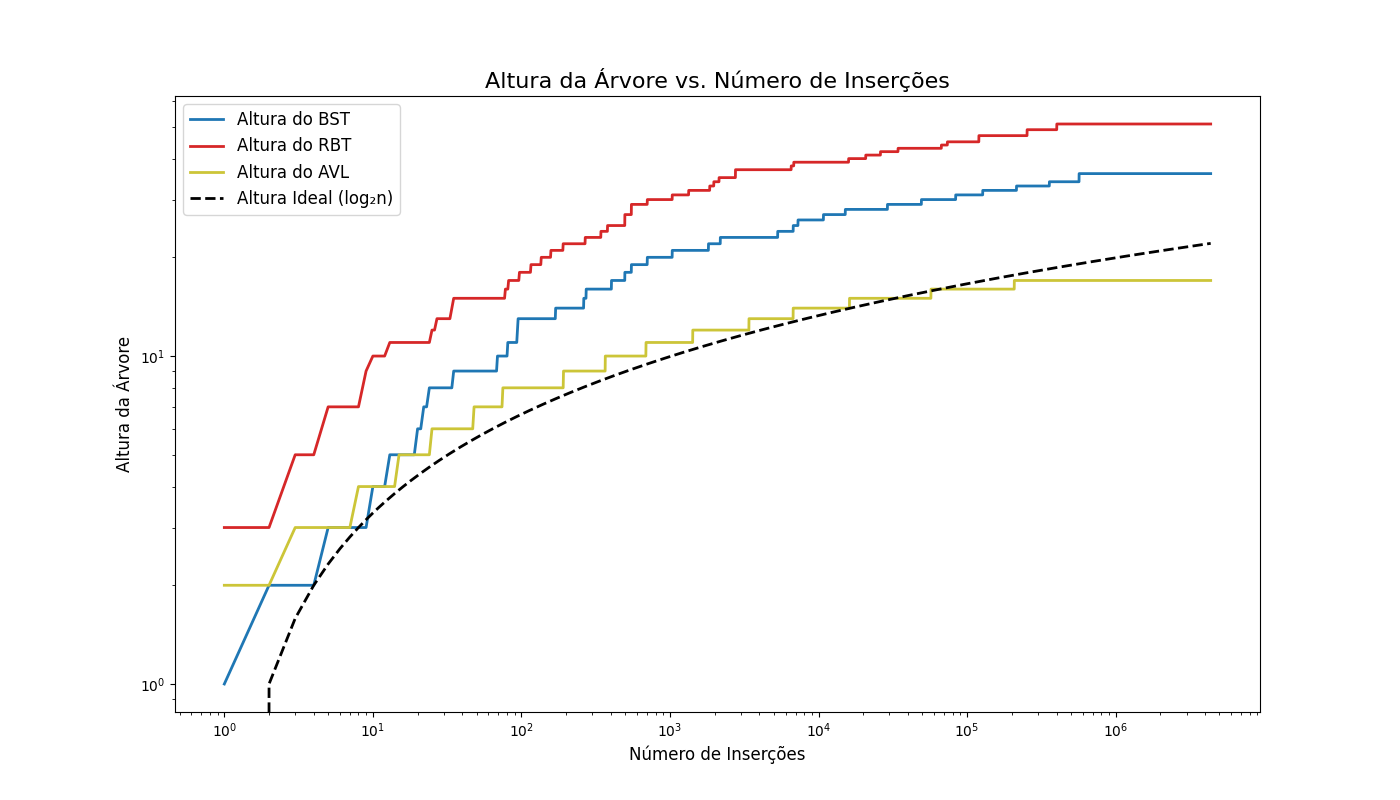 Altura da Árvore vs. Número de Inserções
Altura do BST
Altura do RBT
Altura do AVL
Altura Ideal (log₂n)
Altura da Árvore
10¹
10⁰
10⁰ 10¹ 10² 10³ 10⁴ 10⁵ 10⁶
Número de Inserções